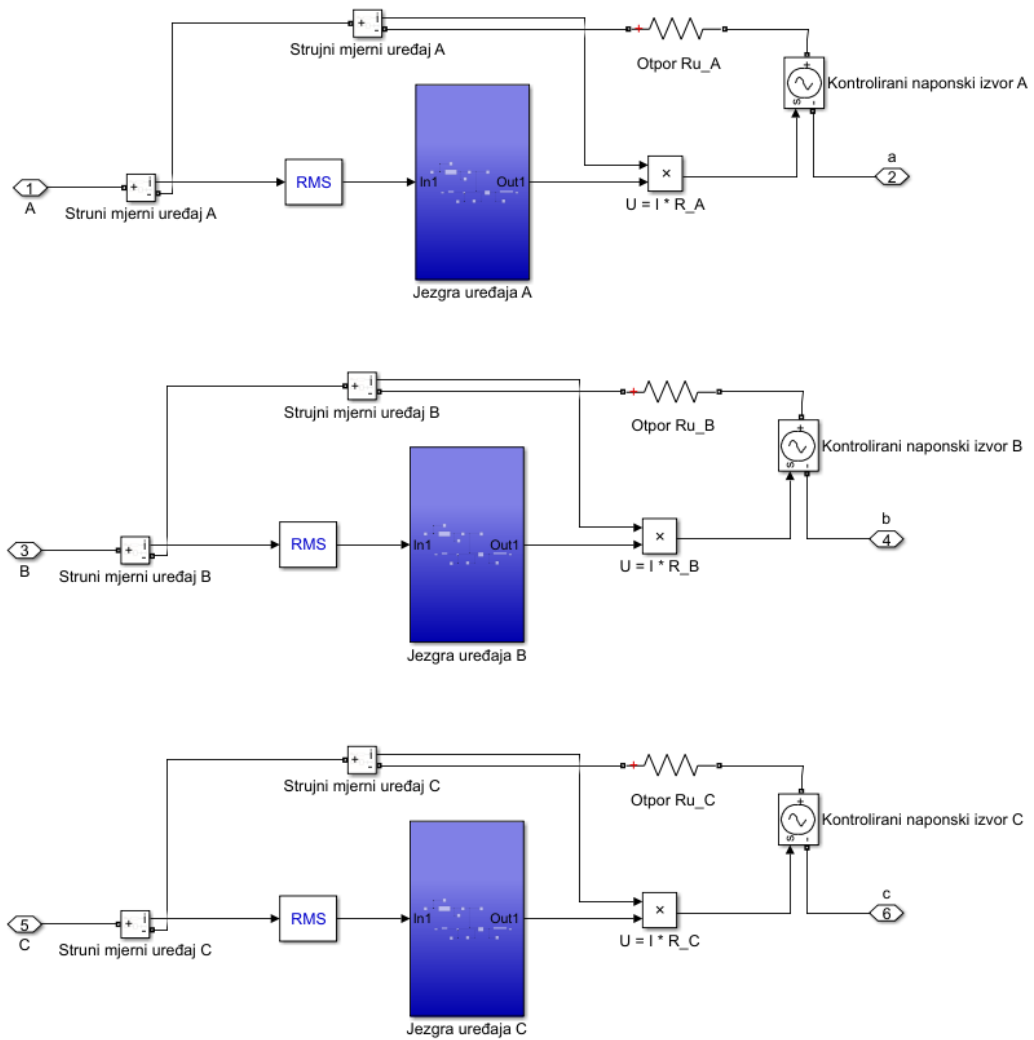 + i -
Strujni mjerni uređaj A
+
Otpor Ru_A
+ s -
Kontrolirani naponski izvor A
1
A
+ i -
Struni mjerni uređaj A
RMS
In1 Out1
Jezgra uređaja A
×
U = I * R_A
a
2
+ i -
Strujni mjerni uređaj B
+
Otpor Ru_B
+ s -
Kontrolirani naponski izvor B
3
B
+ i -
Struni mjerni uređaj B
RMS
In1 Out1
Jezgra uređaja B
×
U = I * R_B
b
4
+ i -
Strujni mjerni uređaj C
+
Otpor Ru_C
+ s -
Kontrolirani naponski izvor C
5
C
+ i -
Struni mjerni uređaj C
RMS
In1 Out1
Jezgra uređaja C
×
U = I * R_C
c
6